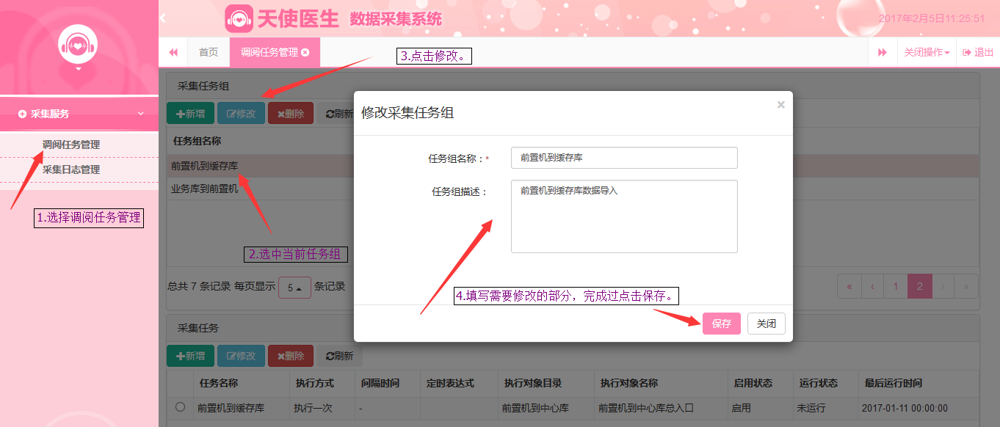 天使医生 数据采集系统
2017年2月5日11:25:51
首页 调阅任务管理 关闭操作 退出
采集服务
调阅任务管理
采集日志管理
1.选择调阅任务管理
3.点击修改。
采集任务组
新增 修改 删除 刷新
任务组名称
前置机到缓存库
业务库到前置机
2.选中当前任务组
总共 7 条记录 每页显示 5 条记录
« ‹ 1 2 › »
修改采集任务组 ×
任务组名称：* 前置机到缓存库
任务组描述： 前置机到缓存库数据导入
4.填写需要修改的部分，完成过点击保存。
保存 关闭
采集任务
新增 修改 删除 刷新
任务名称 执行方式 间隔时间 定时表达式 执行对象目录 执行对象名称 启用状态 运行状态 最后运行时间
前置机到缓存库 执行一次 - 前置机到中心库 前置机到中心库总入口 启用 未运行 2017-01-11 00:00:00